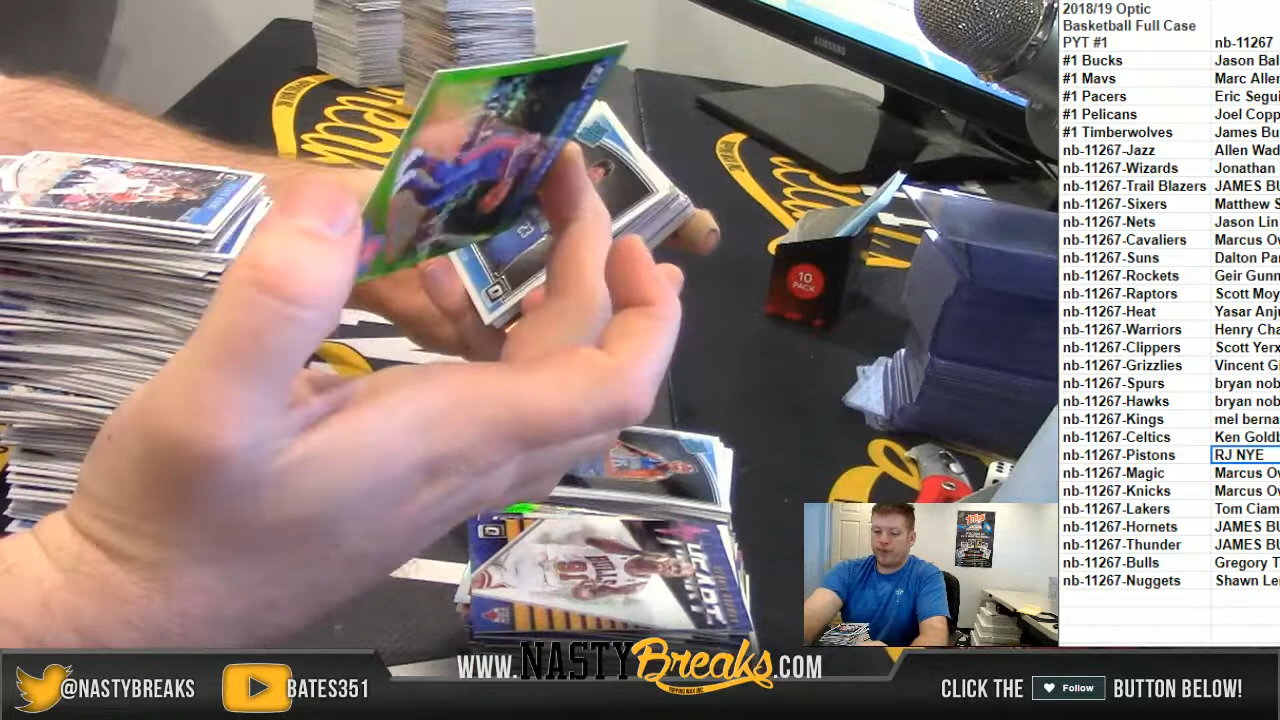 2018/19 Optic
Basketball Full Case
PYT #1 nb-11267
#1 Bucks Jason Bal
#1 Mavs Marc Aller
#1 Pacers Eric Segui
#1 Pelicans Joel Copp
#1 Timberwolves James Bu
nb-11267-Jazz Allen Wad
nb-11267-Wizards Jonathan
nb-11267-Trail Blazers JAMES BU
nb-11267-Sixers Matthew S
nb-11267-Nets Jason Lin
nb-11267-Cavaliers Marcus Ov
nb-11267-Suns Dalton Par
nb-11267-Rockets Geir Gunn
nb-11267-Raptors Scott Moy
nb-11267-Heat Yasar Anju
nb-11267-Warriors Henry Cha
nb-11267-Clippers Scott Yerx
nb-11267-Grizzlies Vincent Gi
nb-11267-Spurs bryan nob
nb-11267-Hawks bryan nob
nb-11267-Kings mel berna
nb-11267-Celtics Ken Goldb
nb-11267-Pistons RJ NYE
nb-11267-Magic Marcus Ov
nb-11267-Knicks Marcus Ov
nb-11267-Lakers Tom Ciam
nb-11267-Hornets JAMES BU
nb-11267-Thunder JAMES BU
nb-11267-Bulls Gregory T
nb-11267-Nuggets Shawn Le
SAMSUNG
10
PACK
@NASTYBREAKS
BATES351
WWW.NASTYBreaks.COM
RIPPING WAX INC.
CLICK THE Follow BUTTON BELOW!